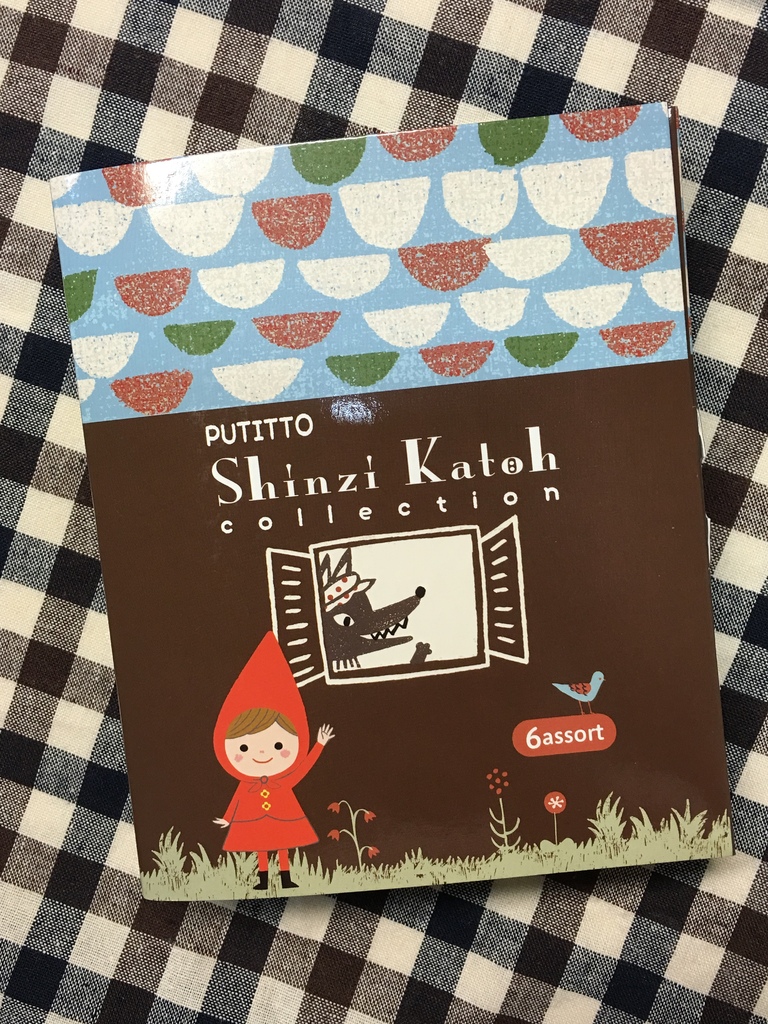 PUTITTO
Shinzi Katoh
collection
6assort